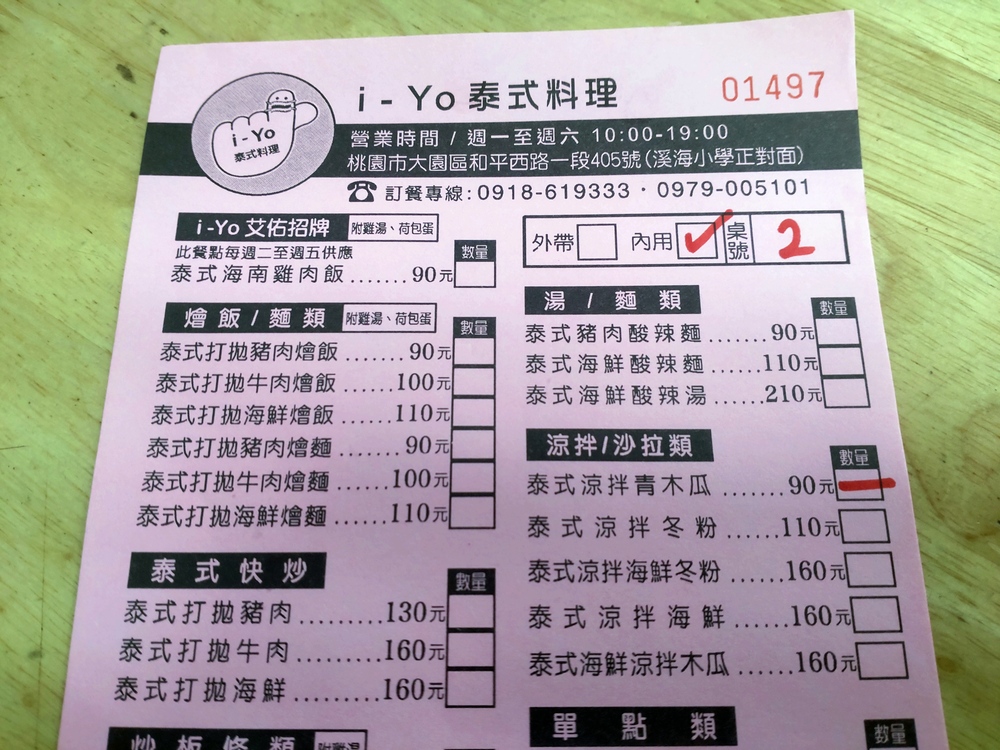 i-Yo泰式料理
01497
i-Yo
泰式料理
營業時間 / 週一至週六 10:00-19:00
桃園市大園區和平西路一段405號(溪海小學正對面)
☎ 訂餐專線:0918-619333・0979-005101
i-Yo 艾佑招牌 附雞湯、荷包蛋
此餐點每週二至週五供應 數量
泰式海南雞肉飯.......90元
燴飯/麵類 附雞湯、荷包蛋 數量
泰式打拋豬肉燴飯.......90元
泰式打拋牛肉燴飯......100元
泰式打拋海鮮燴飯......110元
泰式打拋豬肉燴麵.......90元
泰式打拋牛肉燴麵......100元
泰式打拋海鮮燴麵......110元
泰式快炒 數量
泰式打拋豬肉.........130元
泰式打拋牛肉.........160元
泰式打拋海鮮.........160元
炒粄條類 附雞湯
外帶 內用 ✓ 桌號 2
湯/麵類 數量
泰式豬肉酸辣麵.......90元
泰式海鮮酸辣麵......110元
泰式海鮮酸辣湯......210元
涼拌/沙拉類 數量
泰式涼拌青木瓜.......90元 一
泰式涼拌冬粉.......110元
泰式涼拌海鮮冬粉......160元
泰式涼拌海鮮......160元
泰式海鮮涼拌木瓜......160元
單點類 數量